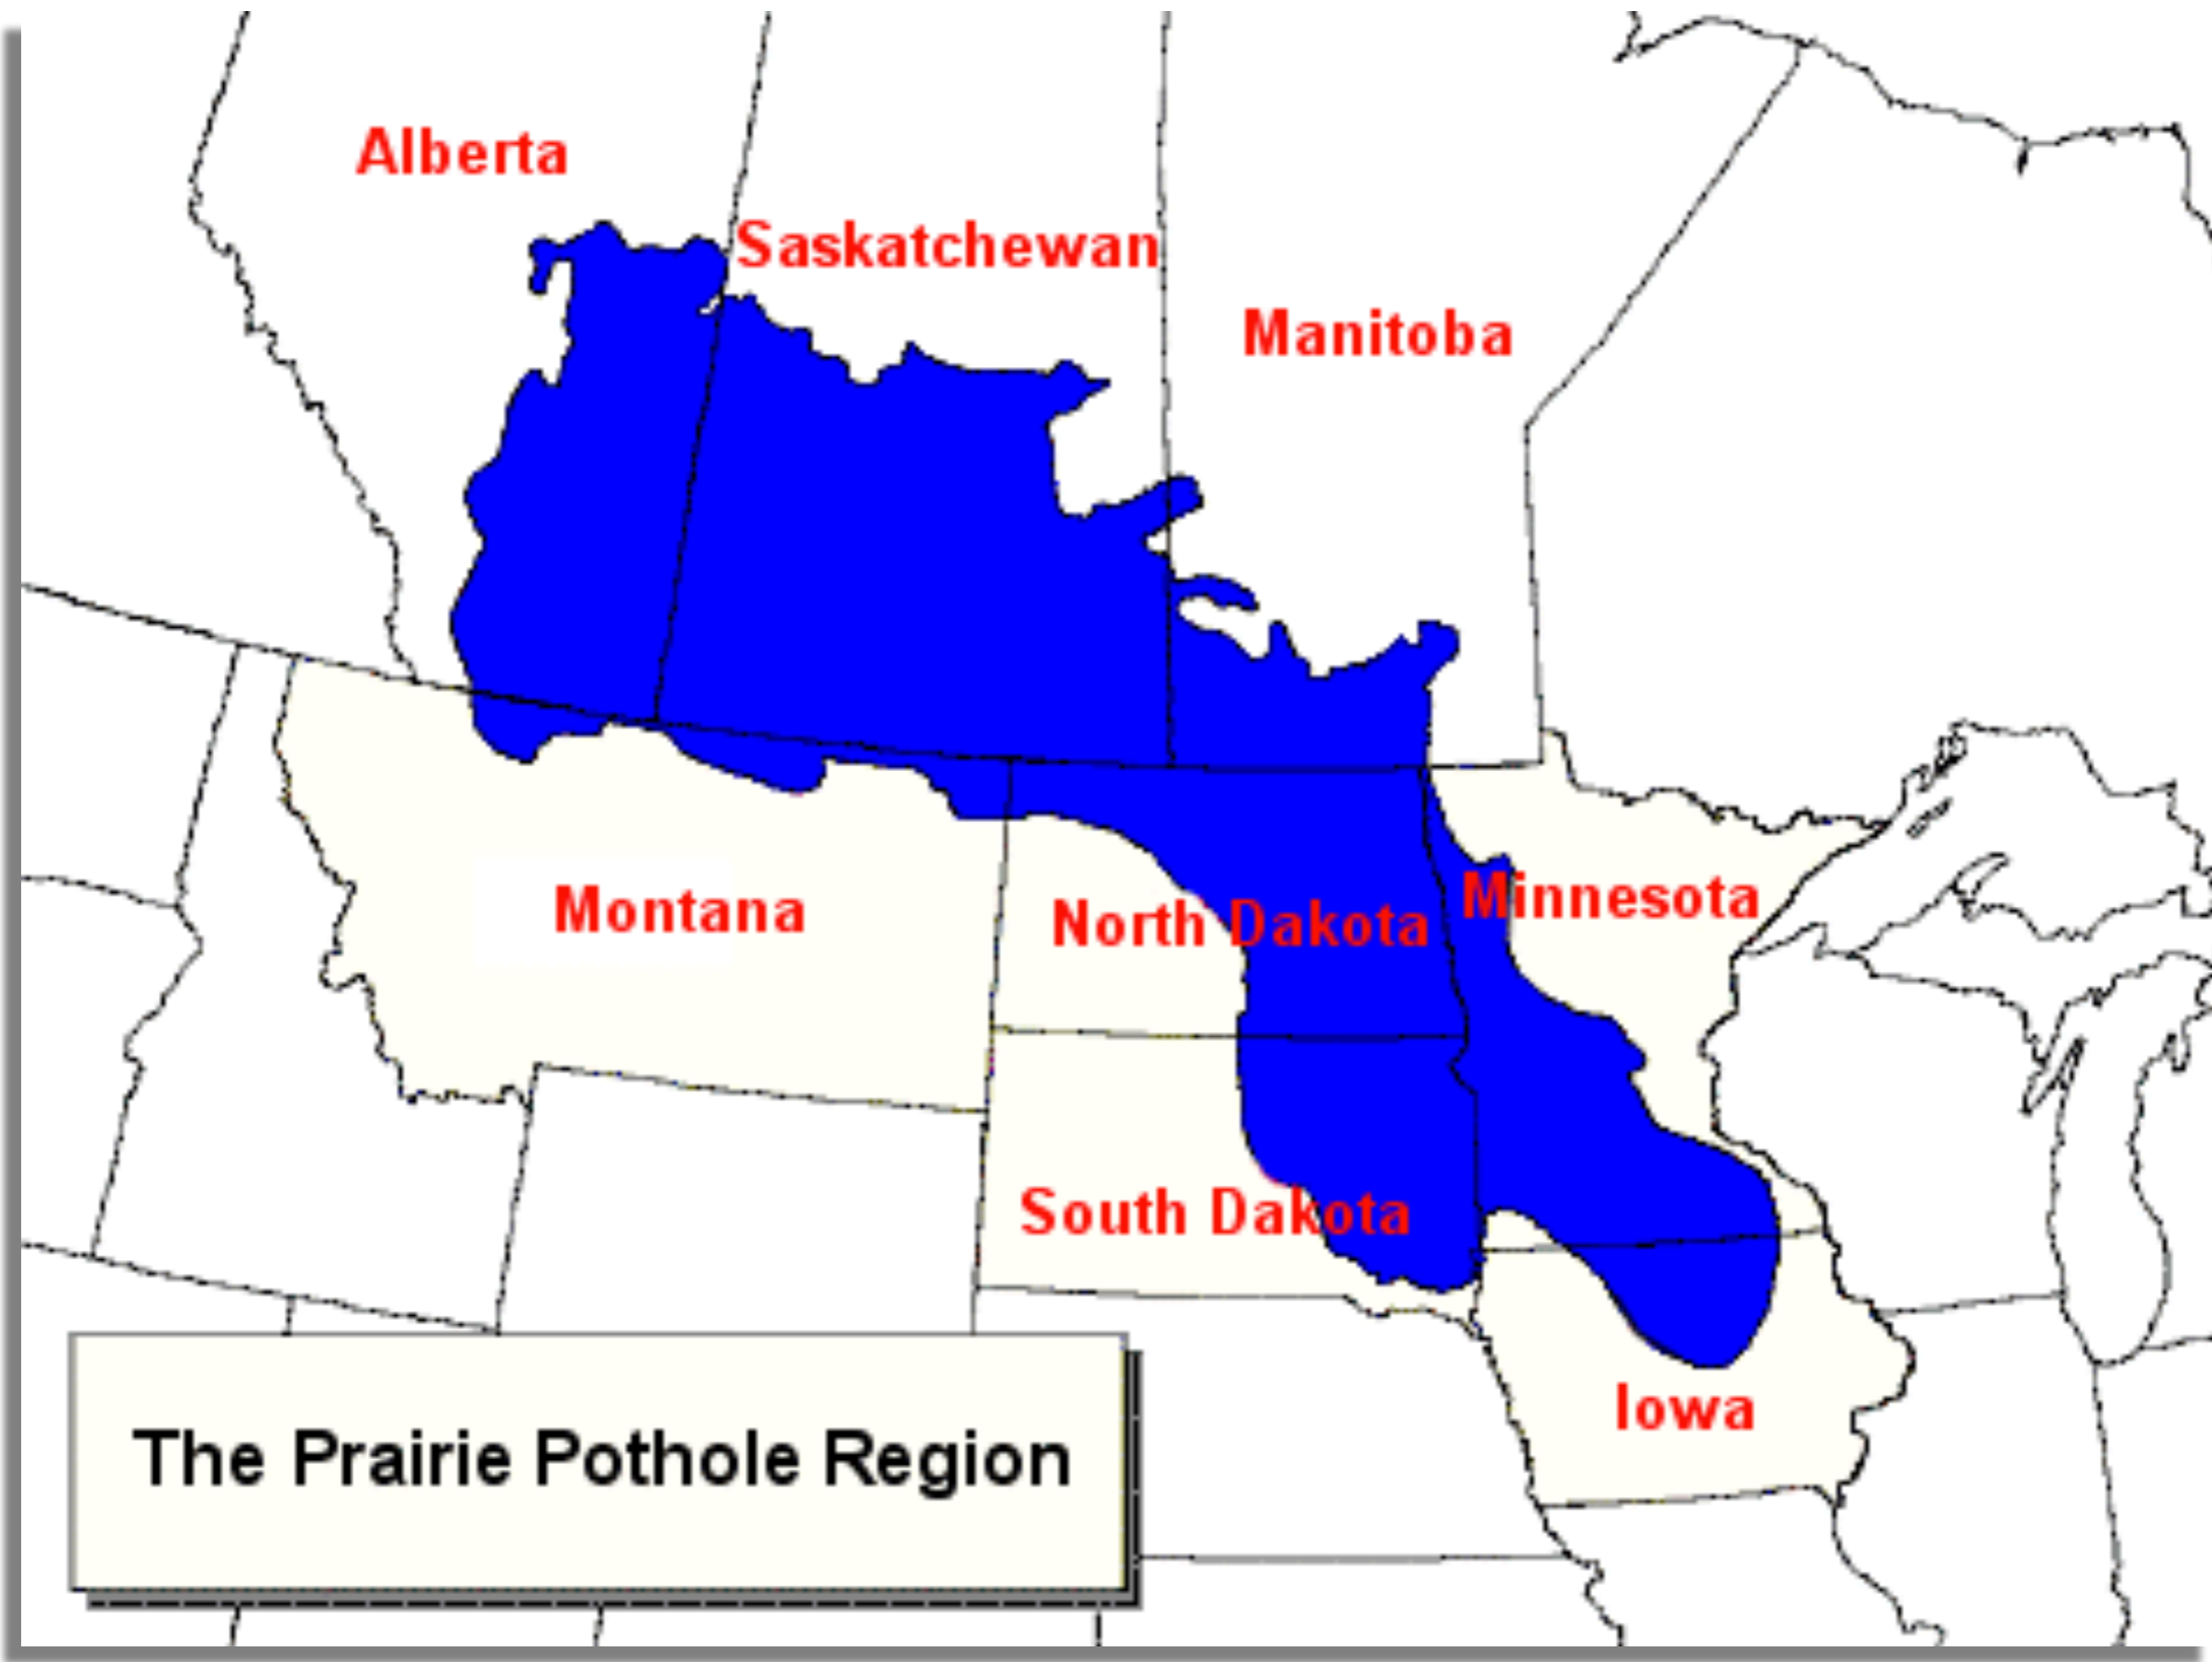 Alberta
Saskatchewan
Manitoba
Montana
North Dakota
Minnesota
South Dakota
Iowa
The Prairie Pothole Region